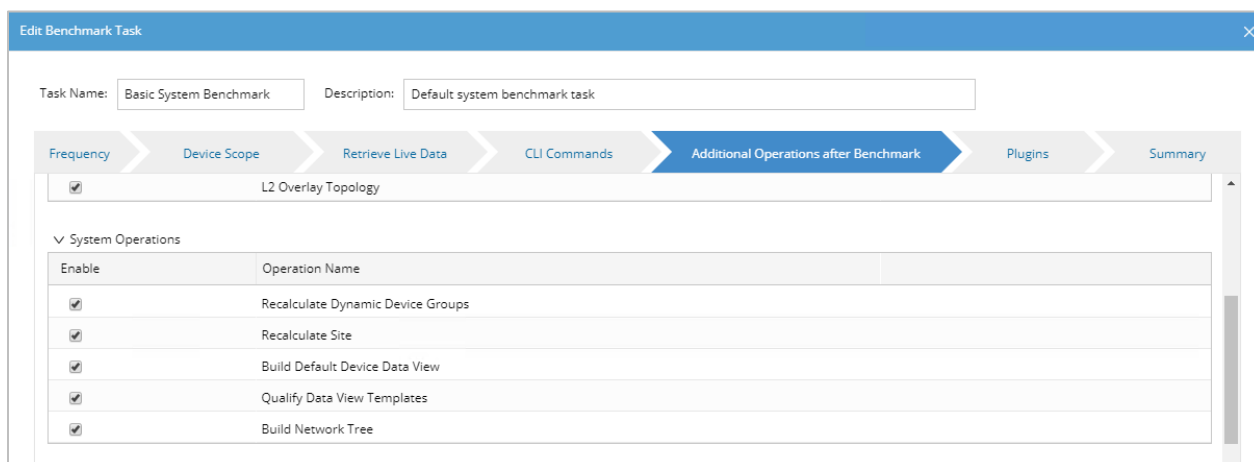 Edit Benchmark Task
Task Name: Basic System Benchmark Description: Default system benchmark task
Frequency Device Scope Retrieve Live Data CLI Commands Additional Operations after Benchmark Plugins Summary
L2 Overlay Topology
System Operations
Enable Operation Name
Recalculate Dynamic Device Groups
Recalculate Site
Build Default Device Data View
Qualify Data View Templates
Build Network Tree